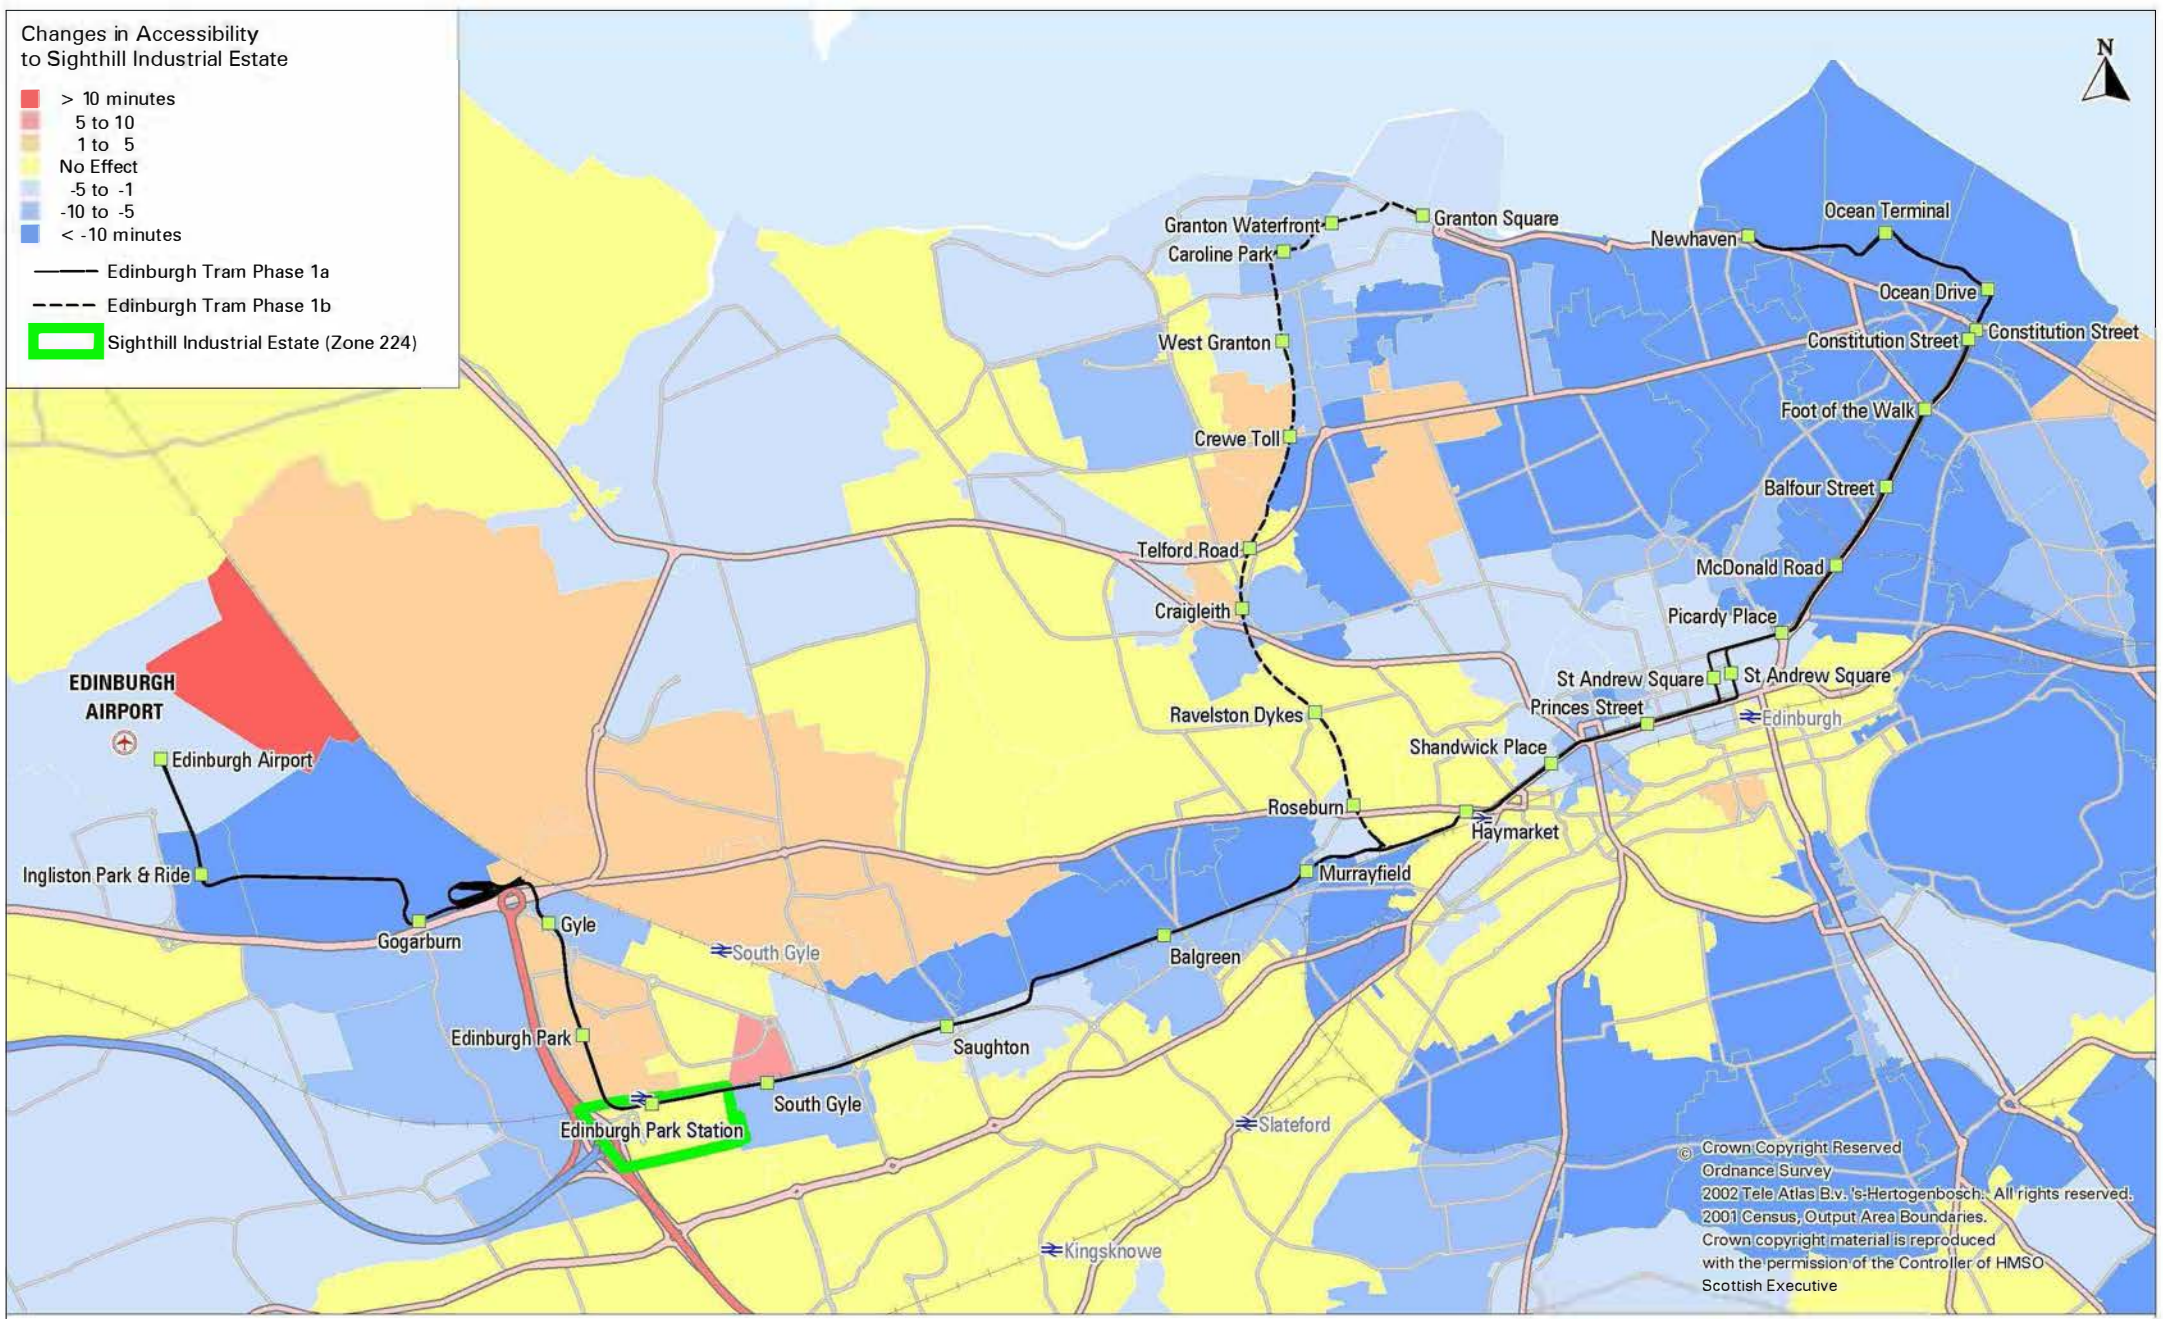 Changes in Accessibility
to Sighthill Industrial Estate
> 10 minutes
5 to 10
1 to 5
No Effect
-5 to -1
-10 to -5
< -10 minutes
Edinburgh Tram Phase 1a
Edinburgh Tram Phase 1b
Sighthill Industrial Estate (Zone 224)
N
Ocean Terminal
Granton Square
Granton Waterfront
Newhaven
Caroline Park
Ocean Drive
Constitution Street
Constitution Street
West Granton
Foot of the Walk
Crewe Toll
Balfour Street
Telford Road
McDonald Road
Craigleith
Picardy Place
St Andrew Square
St Andrew Square
EDINBURGH
AIRPORT
Princes Street
Edinburgh
Ravelston Dykes
Shandwick Place
Edinburgh Airport
Roseburn
Haymarket
Ingliston Park & Ride
Murrayfield
Gogarburn
Gyle
South Gyle
Balgreen
Edinburgh Park
Saughton
South Gyle
Edinburgh Park Station
Slateford
Kingsknowe
© Crown Copyright Reserved
Ordnance Survey
2002 Tele Atlas B.v. 's-Hertogenbosch. All rights reserved.
2001 Census, Output Area Boundaries.
Crown copyright material is reproduced
with the permission of the Controller of HMSO
Scottish Executive